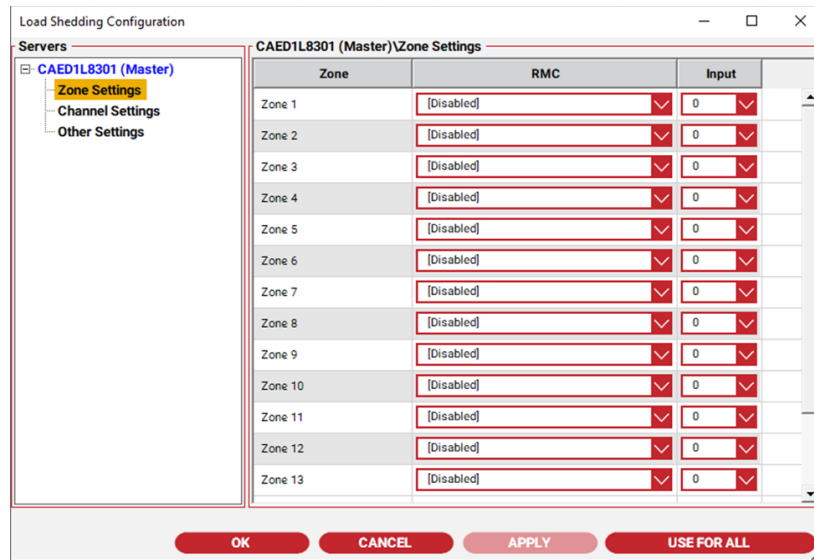 Load Shedding Configuration
Servers
CAED1L8301 (Master)
Zone Settings
Channel Settings
Other Settings
CAED1L8301 (Master)\Zone Settings
Zone RMC Input
Zone 1 [Disabled] 0
Zone 2 [Disabled] 0
Zone 3 [Disabled] 0
Zone 4 [Disabled] 0
Zone 5 [Disabled] 0
Zone 6 [Disabled] 0
Zone 7 [Disabled] 0
Zone 8 [Disabled] 0
Zone 9 [Disabled] 0
Zone 10 [Disabled] 0
Zone 11 [Disabled] 0
Zone 12 [Disabled] 0
Zone 13 [Disabled] 0
OK CANCEL APPLY USE FOR ALL